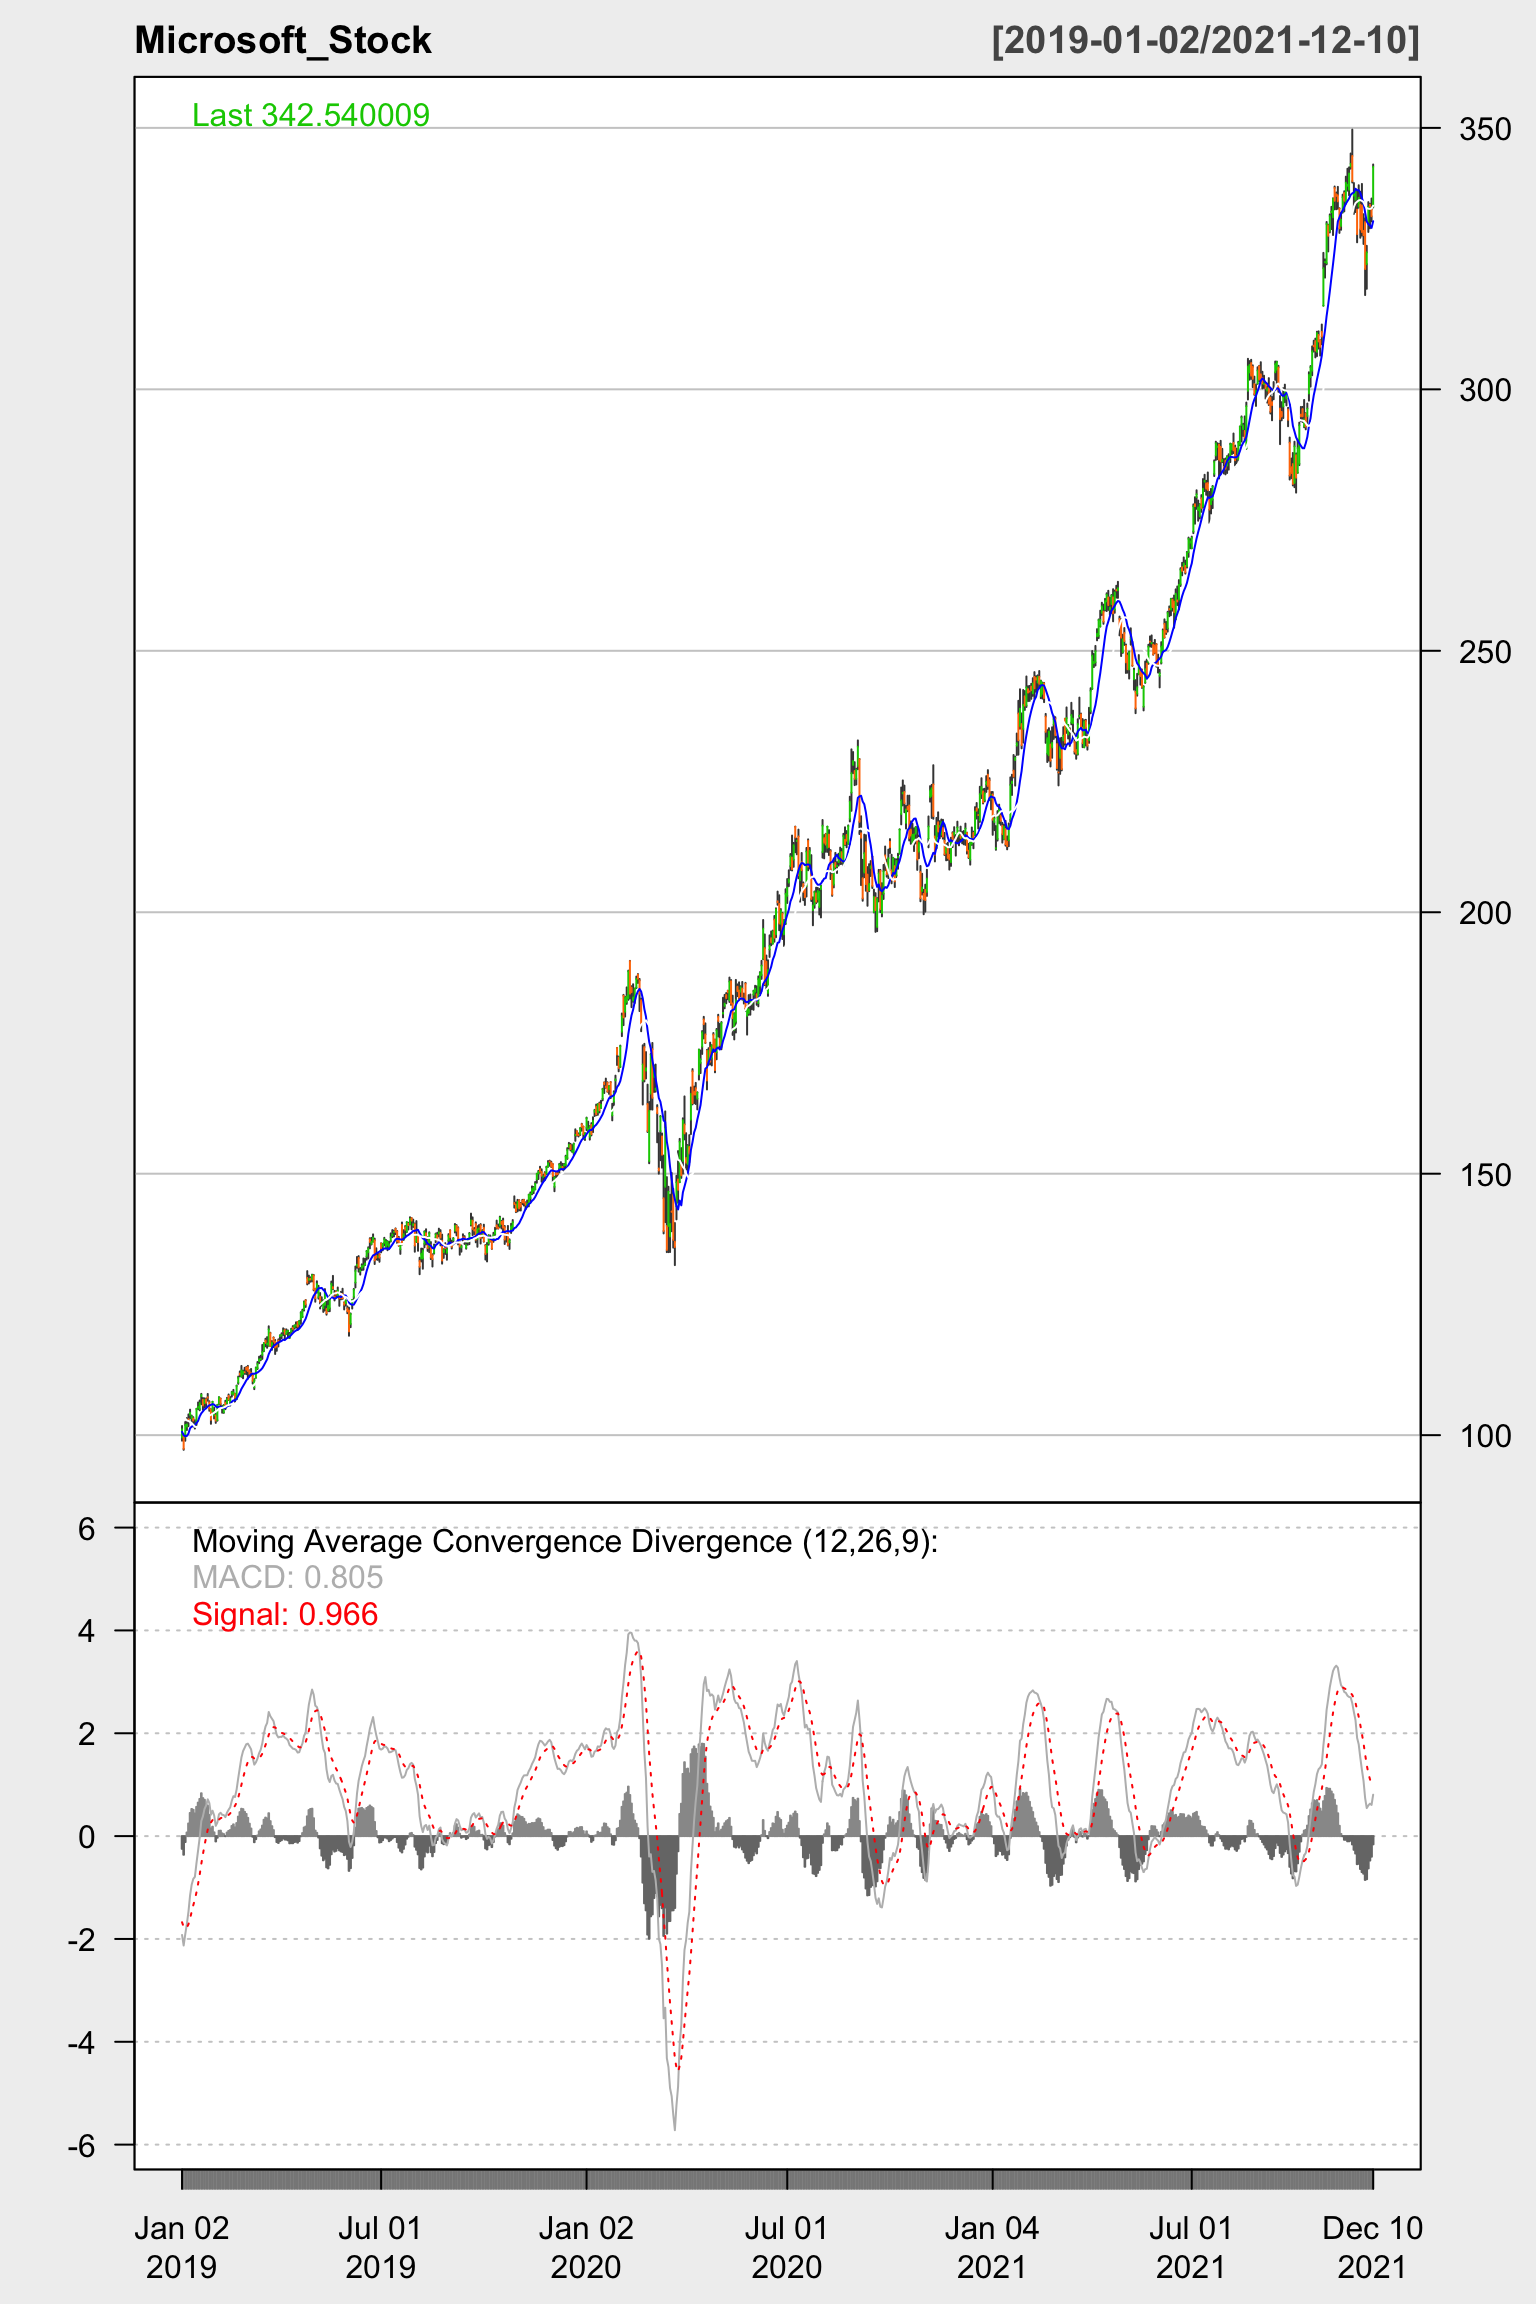 Microsoft_Stock [2019-01-02/2021-12-10]
Last 342.540009
350
300
250
200
150
100
Moving Average Convergence Divergence (12,26,9):
MACD: 0.805
Signal: 0.966
6
4
2
0
-2
-4
-6
Jan 02 Jul 01 Jan 02 Jul 01 Jan 04 Jul 01 Dec 10
2019 2019 2020 2020 2021 2021 2021